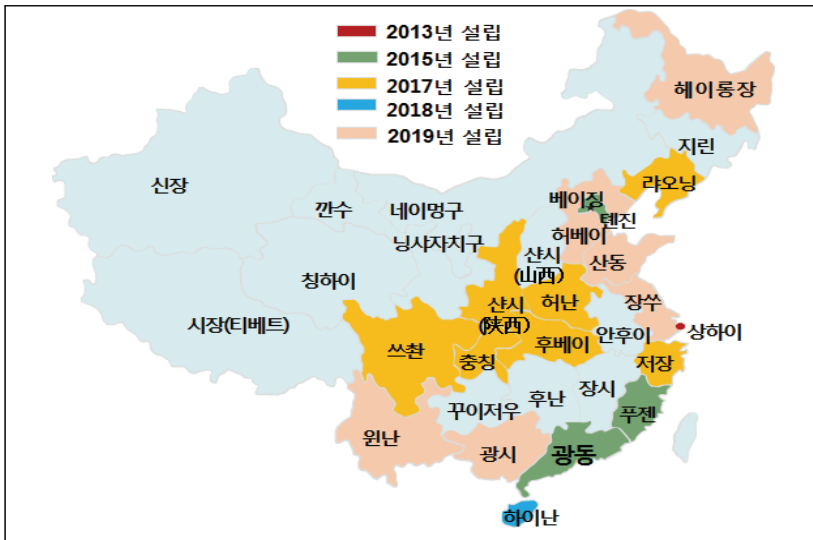 2013년 설립
2015년 설립
2017년 설립
2018년 설립
2019년 설립
헤이롱장
지린
랴오닝
신장
깐수
네이멍구
베이징
텐진
닝샤자치구
허베이
산동
칭하이
샨시
(山西)
샨시
(陕西)
허난
장쑤
시장(티베트)
상하이
안후이
쓰촨
충칭
후베이
저장
꾸이저우
후난
장시
푸젠
윈난
광시
광동
하이난